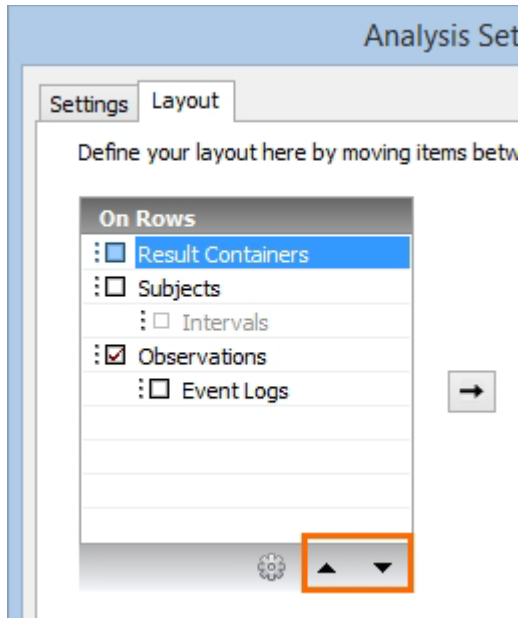 Analysis Set
Settings
Layout
Define your layout here by moving items betw
On Rows
Result Containers
Subjects
Intervals
Observations
Event Logs